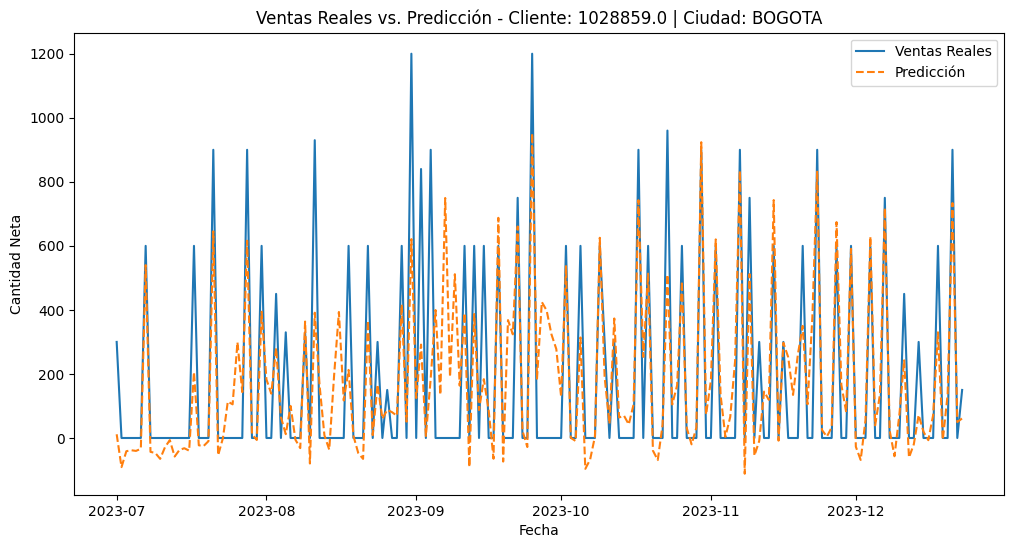 Ventas Reales vs. Predicción - Cliente: 1028859.0 | Ciudad: BOGOTA
Ventas Reales
Predicción
Cantidad Neta
1200
1000
800
600
400
200
0
2023-07
2023-08
2023-09
2023-10
2023-11
2023-12
Fecha